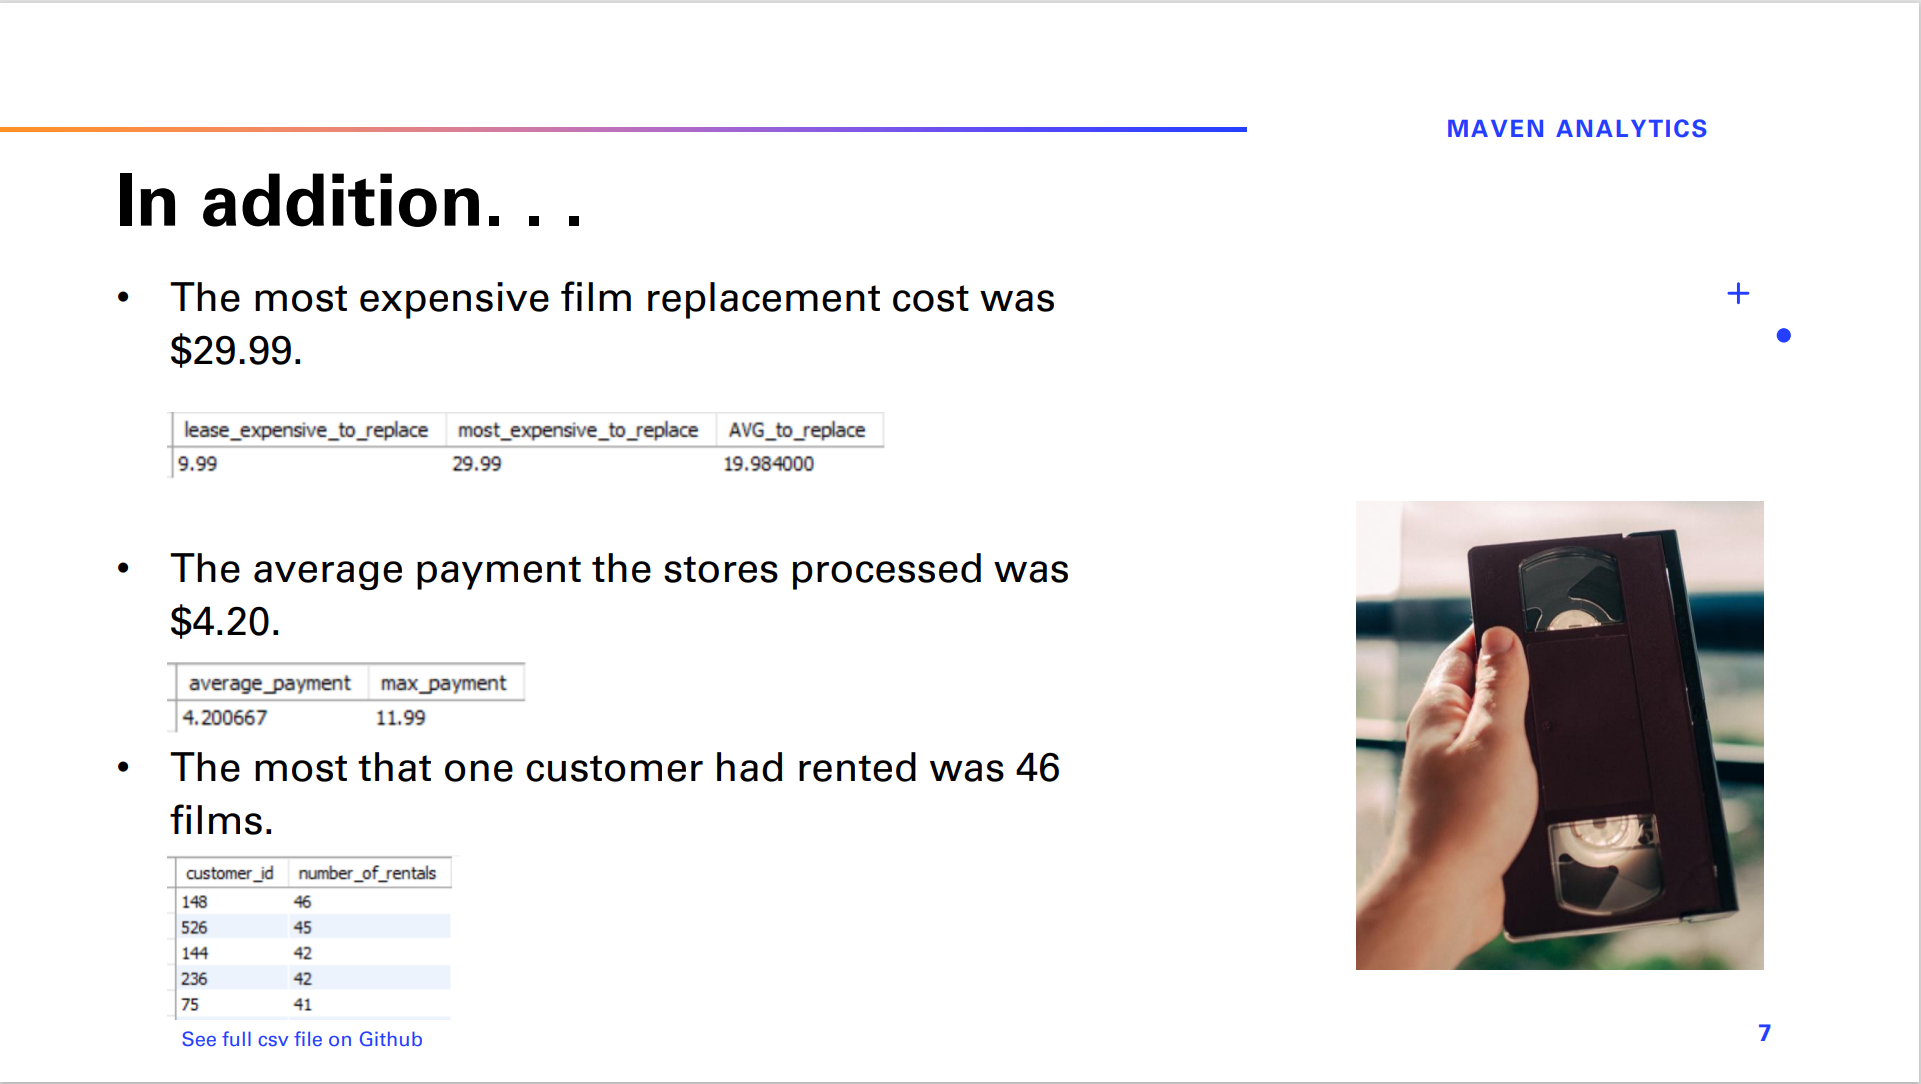 MAVEN ANALYTICS
In addition. . .
• The most expensive film replacement cost was
$29.99.
lease_expensive_to_replace most_expensive_to_replace AVG_to_replace
9.99 29.99 19.984000
• The average payment the stores processed was
$4.20.
average_payment max_payment
4.200667 11.99
• The most that one customer had rented was 46
films.
customer_id number_of_rentals
148 46
526 45
144 42
236 42
75 41
See full csv file on Github
7